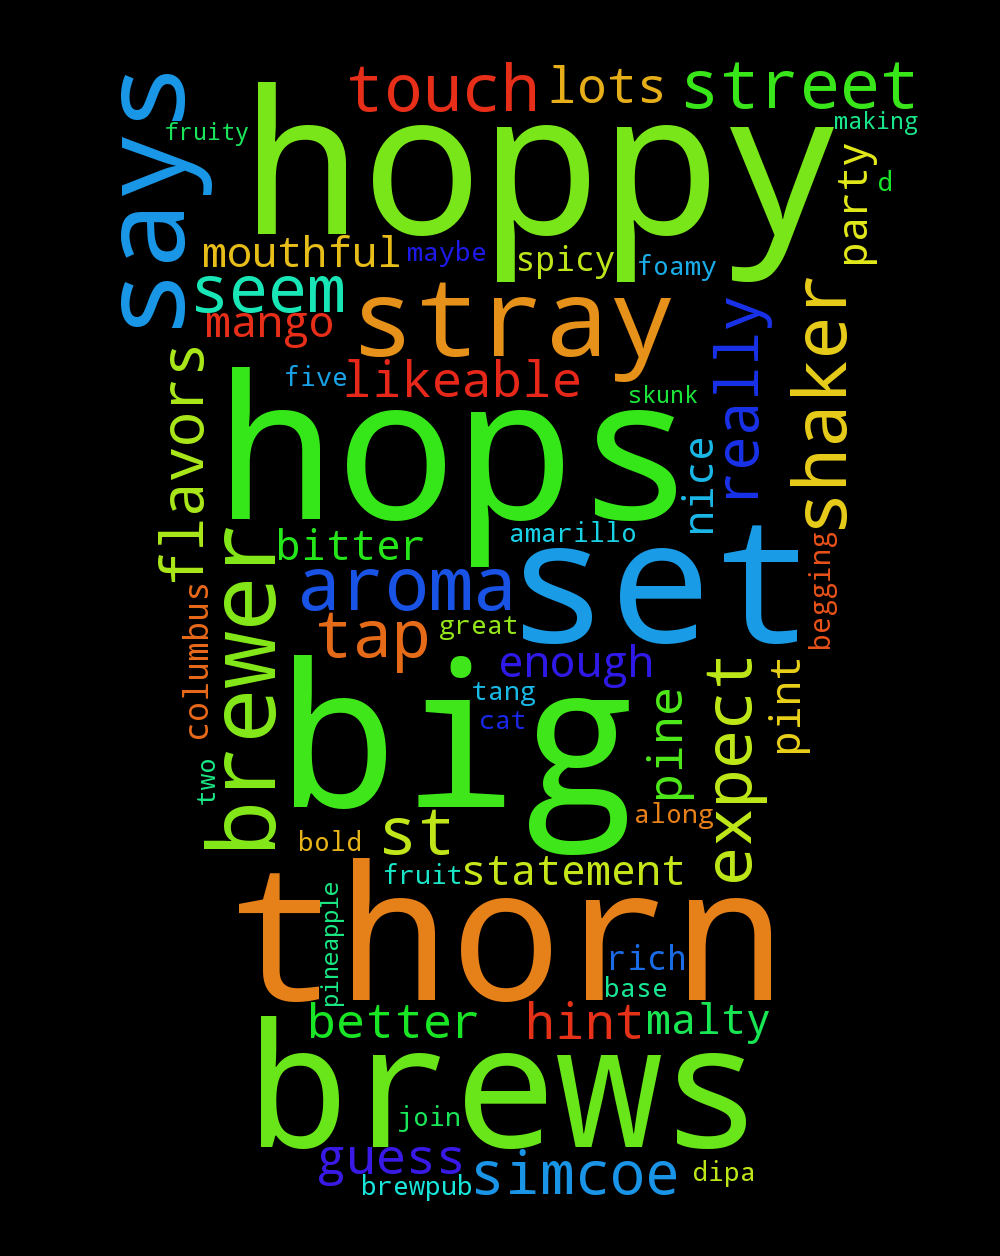 touch
lots
street
says
fruity
hoppy
making
party
d
mouthful
maybe
spicy
foamy
seem
mango
stray
really
shaker
flavors
five
likeable
skunk
hops
nice
bitter
amarillo
set
begging
brewer
aroma
columbus
tap
great
enough
big
tang
cat
pine
expect
pint
two
bold
st
along
fruit
statement
thorn
pineapple
rich
base
better
hint
malty
brews
join
guess
simcoe
brewpub
dipa